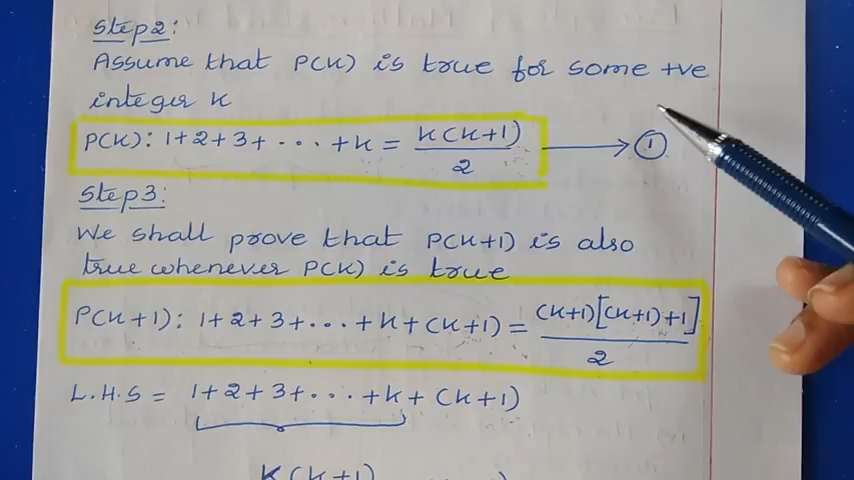 Step2:
Assume that P(K) is true for some +ve
integer K
P(K): 1+2+3+...+K = K(K+1)/2 → ①
Step3:
We shall prove that P(K+1) is also
true whenever P(K) is true
P(K+1): 1+2+3+...+K+(K+1) = (K+1)[(K+1)+1]/2
L.H.S = 1+2+3+...+K+(K+1)
K(K+1)